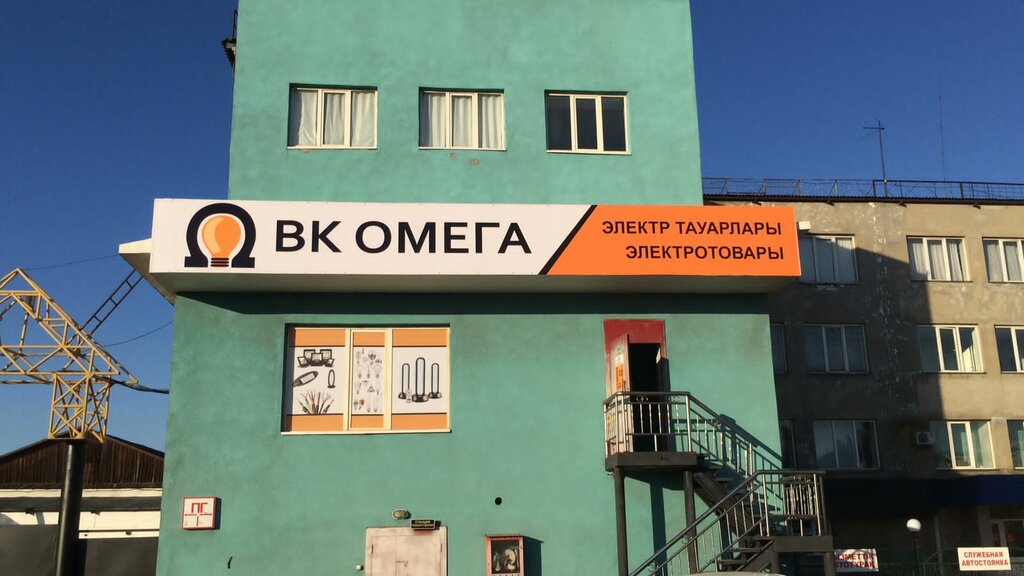 ВК ОМЕГА
ЭЛЕКТР ТАУАРЛАРЫ
ЭЛЕКТРОТОВАРЫ
ПГ
СЛУЖЕБНАЯ
АВТОСТОЯНКА